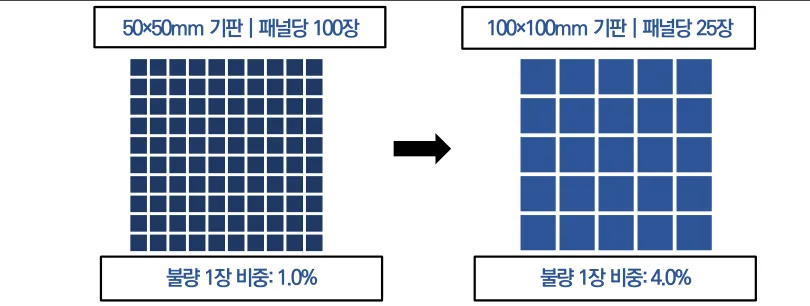 50×50mm 기판 | 패널당 100장
100×100mm 기판 | 패널당 25장
불량 1장 비중: 1.0%
불량 1장 비중: 4.0%